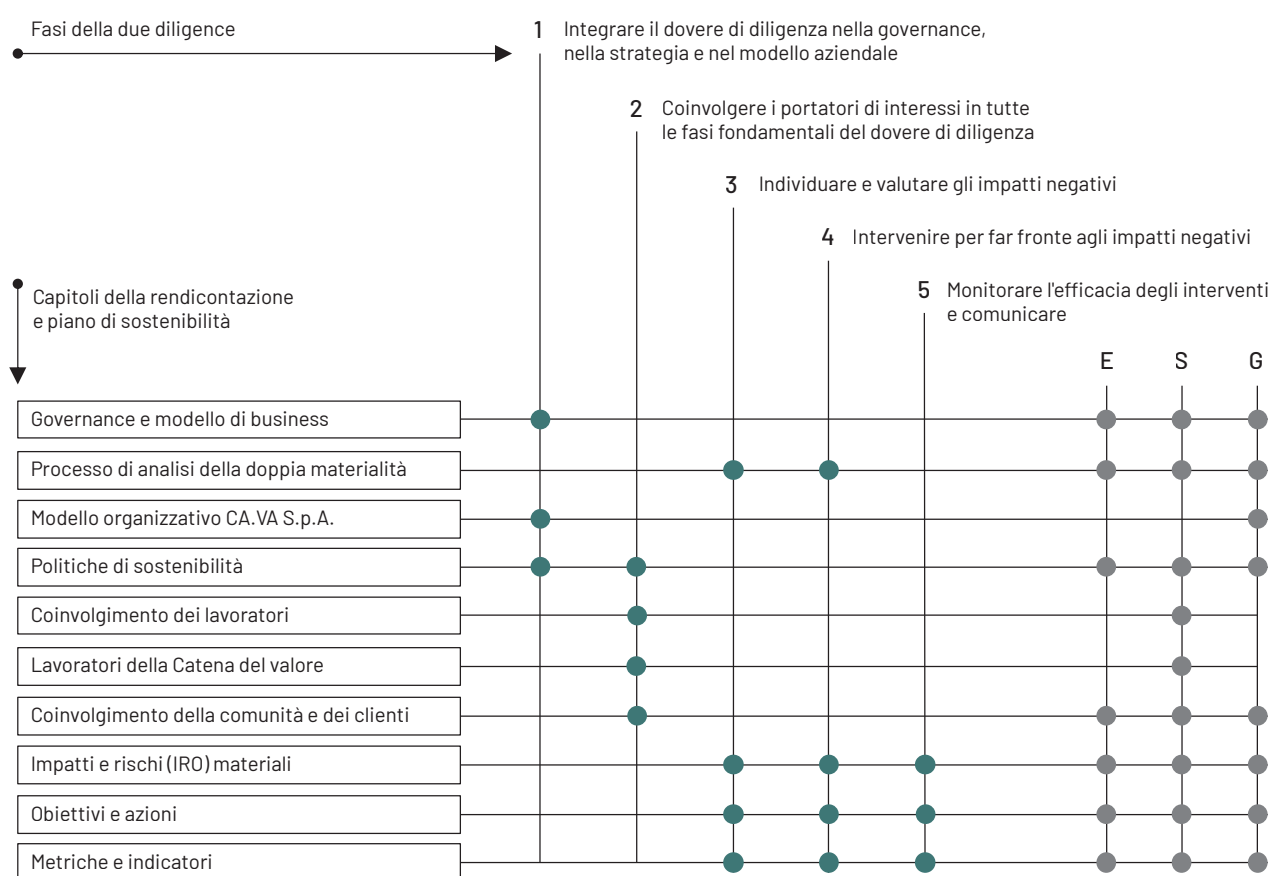 Fasi della due diligence
1 Integrare il dovere di diligenza nella governance,
nella strategia e nel modello aziendale
2 Coinvolgere i portatori di interessi in tutte
le fasi fondamentali del dovere di diligenza
3 Individuare e valutare gli impatti negativi
4 Intervenire per far fronte agli impatti negativi
5 Monitorare l'efficacia degli interventi
e comunicare
Capitoli della rendicontazione
e piano di sostenibilità
E S G
Governance e modello di business
Processo di analisi della doppia materialità
Modello organizzativo CA.VA S.p.A.
Politiche di sostenibilità
Coinvolgimento dei lavoratori
Lavoratori della Catena del valore
Coinvolgimento della comunità e dei clienti
Impatti e rischi (IRO) materiali
Obiettivi e azioni
Metriche e indicatori